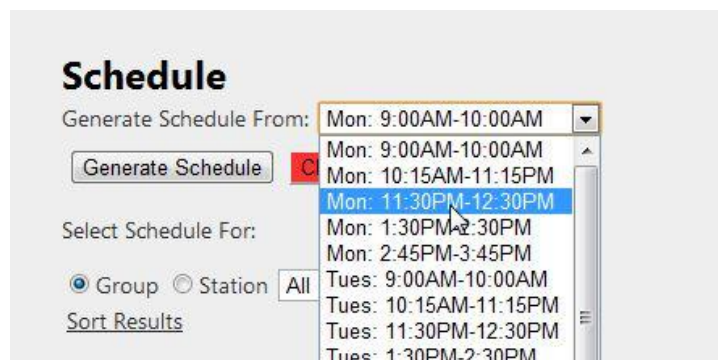 Schedule
Generate Schedule From: Mon: 9:00AM-10:00AM
Mon: 9:00AM-10:00AM
Generate Schedule
Mon: 10:15AM-11:15PM
Mon: 11:30PM-12:30PM
Select Schedule For:
Mon: 1:30PM-2:30PM
Mon: 2:45PM-3:45PM
Group Station All
Tues: 9:00AM-10:00AM
Tues: 10:15AM-11:15PM
Sort Results
Tues: 11:30PM-12:30PM
Tues: 1:30PM-2:30PM